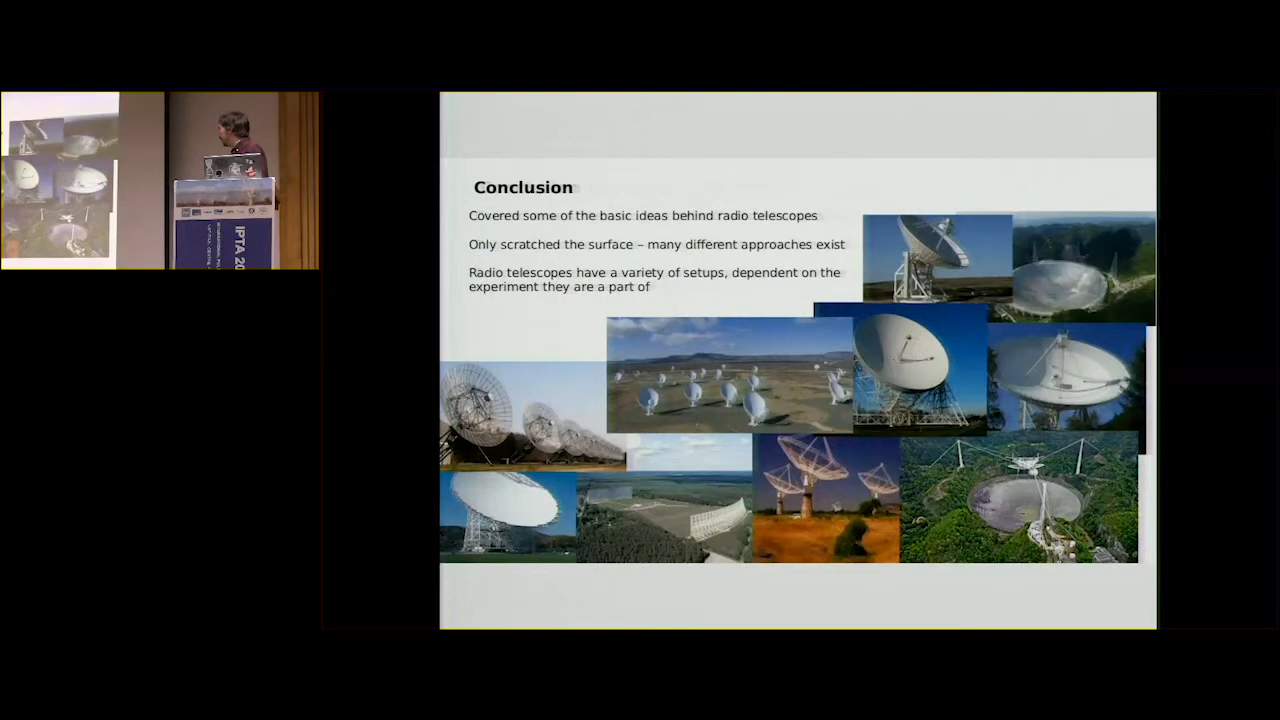 Conclusion
Covered some of the basic ideas behind radio telescopes
Only scratched the surface – many different approaches exist
Radio telescopes have a variety of setups, dependent on the
experiment they are a part of
IPTA 20